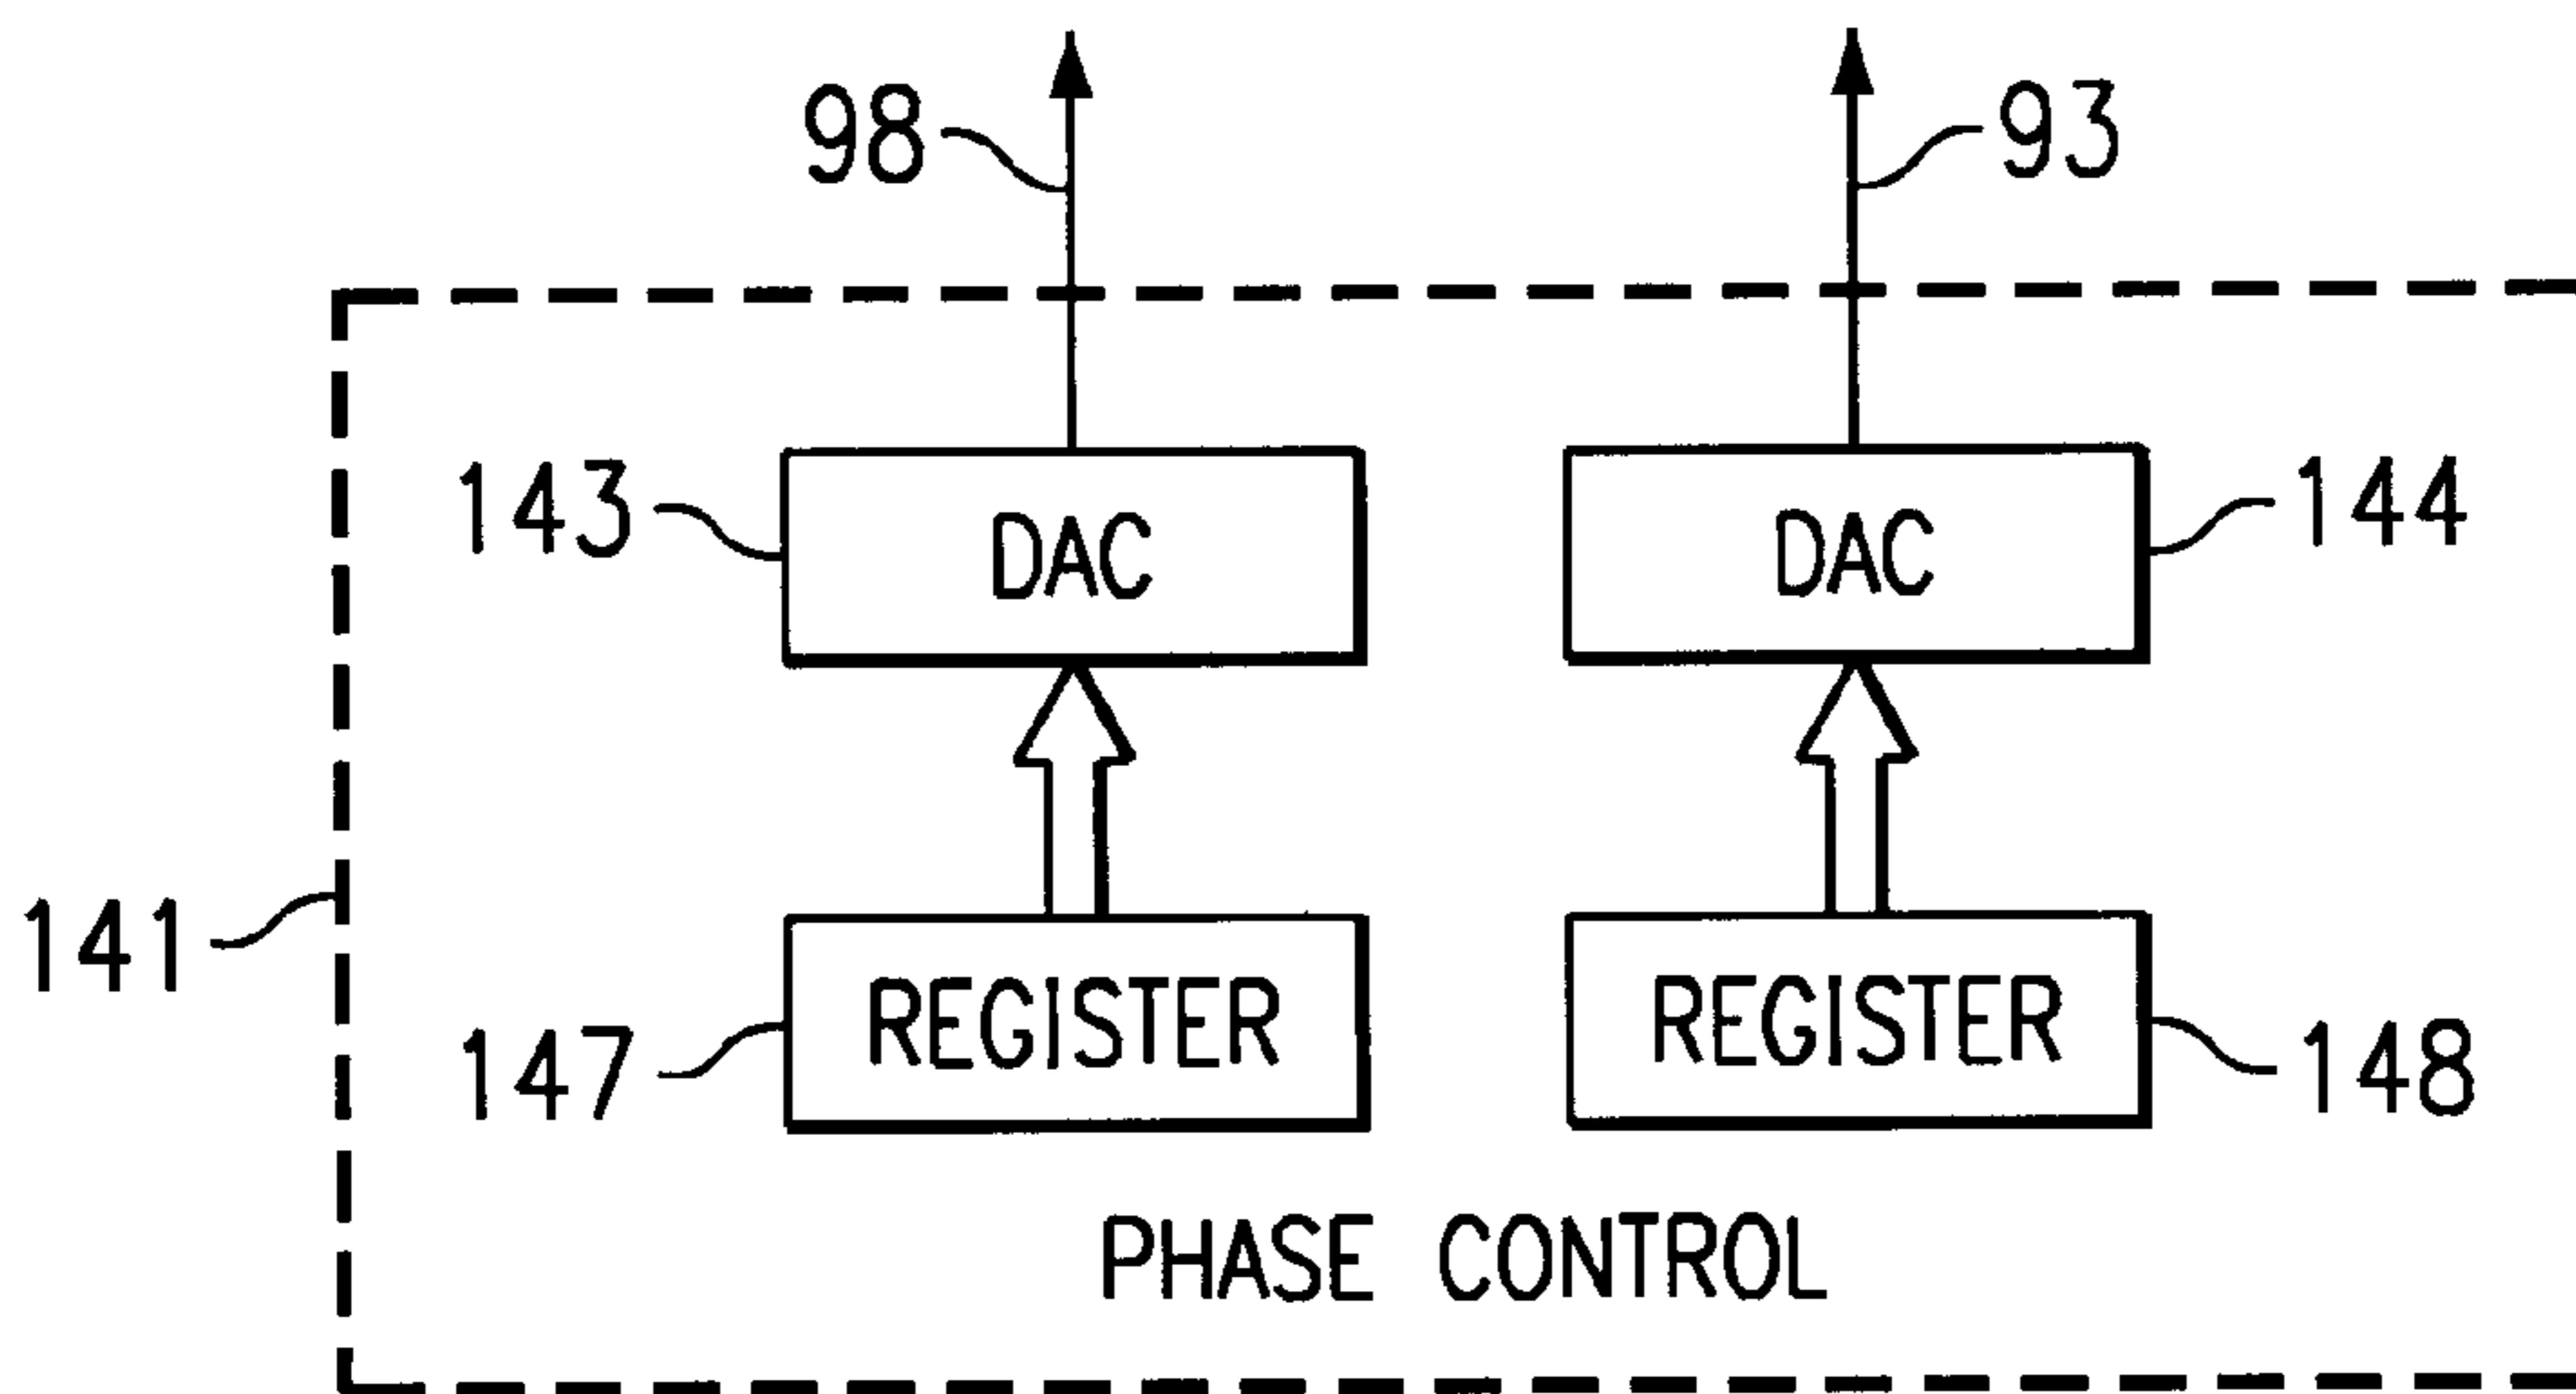 98
93
143
DAC
DAC
144
141
147
REGISTER
REGISTER
148
PHASE CONTROL